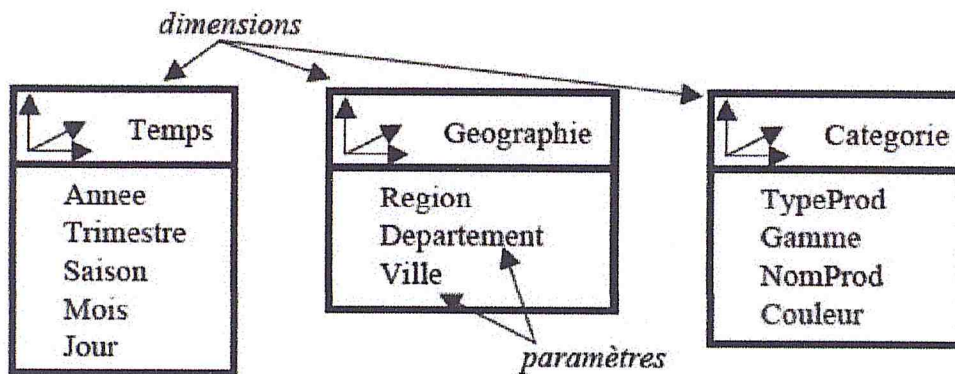 dimensions
Temps
Annee
Trimestre
Saison
Mois
Jour
Geographie
Region
Departement
Ville
Categorie
TypeProd
Gamme
NomProd
Couleur
paramètres